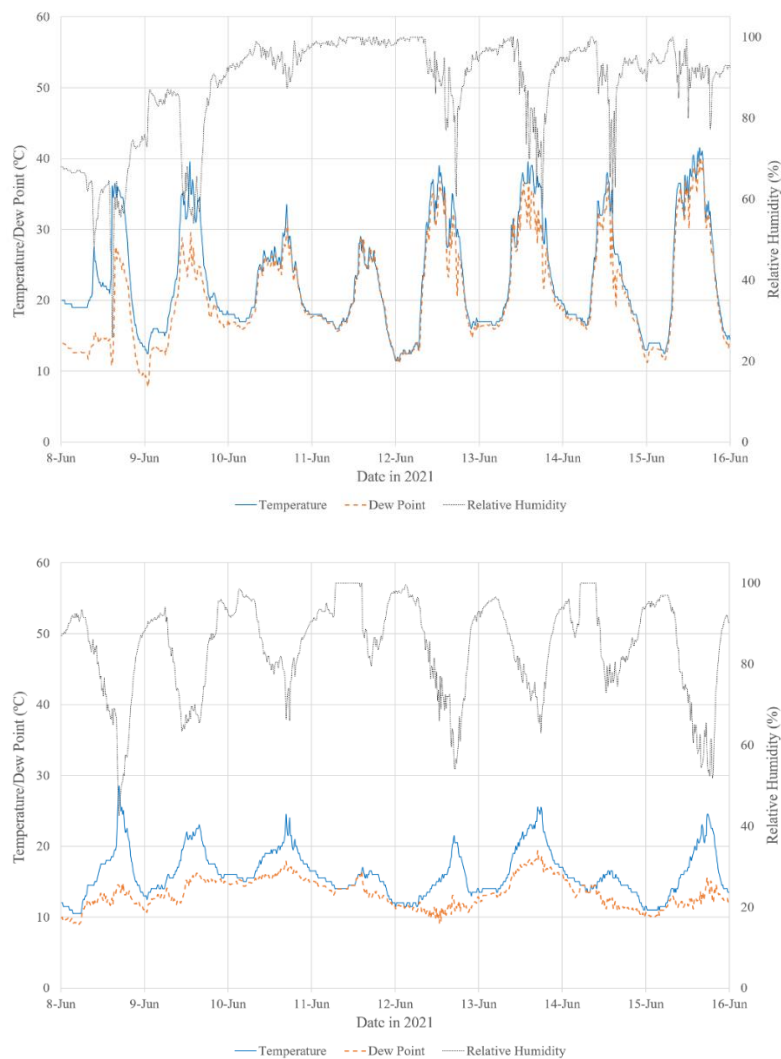 60
100
50
80
40
60
30
40
20
20
10
0
0
Temperature/Dew Point (°C)
Relative Humidity (%)
8-Jun 9-Jun 10-Jun 11-Jun 12-Jun 13-Jun 14-Jun 15-Jun 16-Jun
Date in 2021
Temperature Dew Point Relative Humidity
60
100
50
80
40
60
30
40
20
20
10
0
0
Temperature/Dew Point (°C)
Relative Humidity (%)
8-Jun 9-Jun 10-Jun 11-Jun 12-Jun 13-Jun 14-Jun 15-Jun 16-Jun
Date in 2021
Temperature Dew Point Relative Humidity